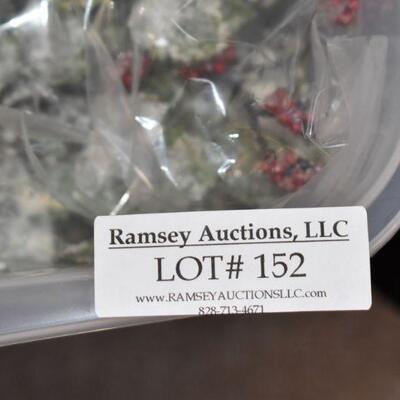 Ramsey Auctions, LLC
LOT# 152
www.RAMSEYAUCTIONSLLC.com
828-713-4671